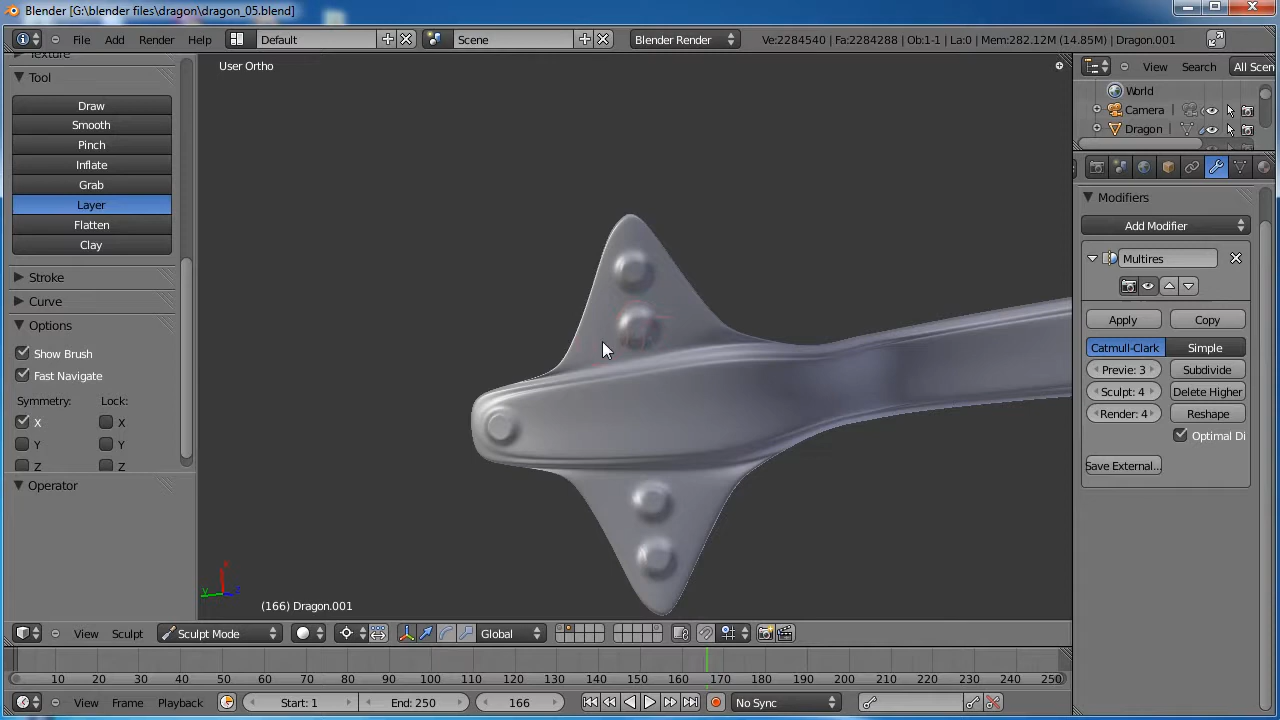 Blender [G:\blender files\dragon\dragon_05.blend]
File Add Render Help Default Scene Blender Render Ve:2284540 | Fa:2284288 | Ob:1-1 | La:0 | Mem:282.12M (14.85M) | Dragon.001
Texture
Tool
Draw
Smooth
Pinch
Inflate
Grab
Layer
Flatten
Clay
Stroke
Curve
Options
Show Brush
Fast Navigate
Symmetry: Lock:
X X
Y Y
Z Z
Operator
User Ortho
x
y z
(166) Dragon.001
View Sculpt Sculpt Mode Global
View Search All Scen
World
Camera
Dragon
Modifiers
Add Modifier
Multires
Apply Copy
Catmull-Clark Simple
Previe: 3 Subdivide
Sculpt: 4 Delete Higher
Render: 4 Reshape
Optimal Di
Save External...
10 20 30 40 50 60 70 80 90 100 110 120 130 140 150 160 170 180 190 200 210 220 230 240 250
View Frame Playback Start: 1 End: 250 166 No Sync